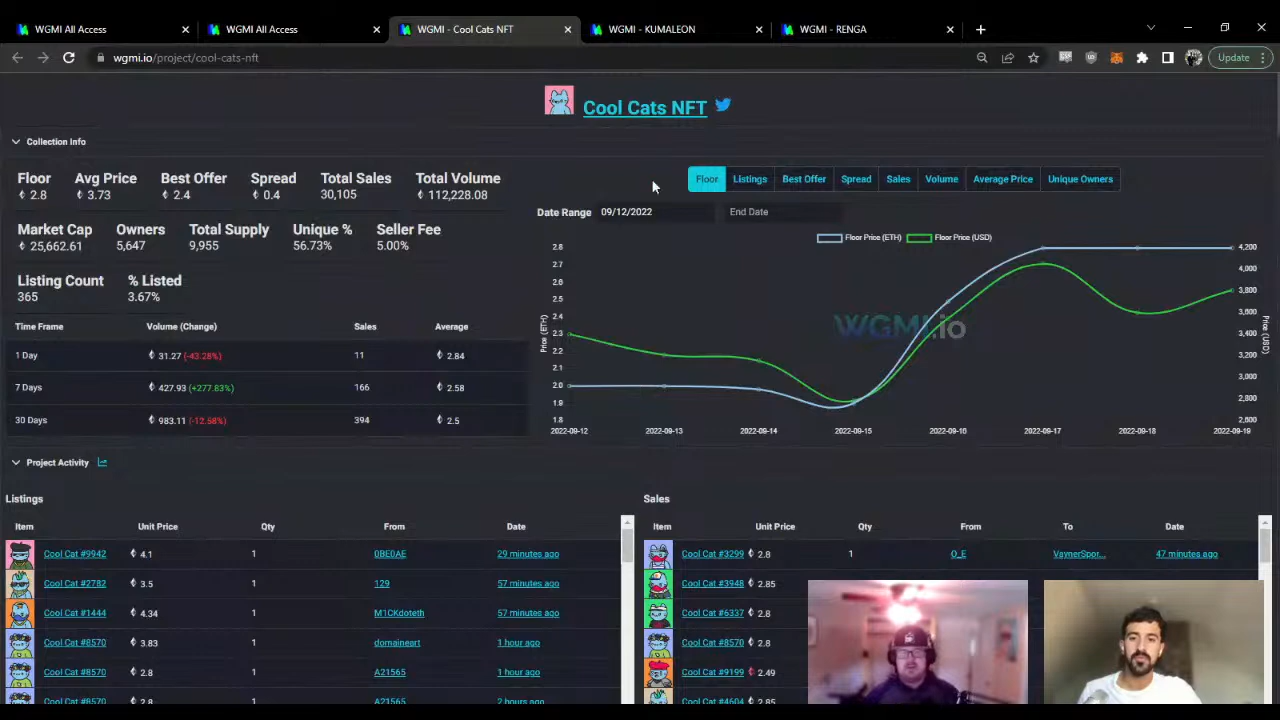 WGMI All Access
WGMI All Access
WGMI - Cool Cats NFT
WGMI - KUMALEON
WGMI - RENGA
wgmi.io/project/cool-cats-nft
Update
Cool Cats NFT
Collection Info
Floor Avg Price Best Offer Spread Total Sales Total Volume
2.8 3.73 2.4 0.4 30,105 112,228.08
Market Cap Owners Total Supply Unique % Seller Fee
25,662.61 5,647 9,955 56.73% 5.00%
Listing Count % Listed
365 3.67%
Time Frame Volume (Change) Sales Average
1 Day 31.27 (-43.28%) 11 2.84
7 Days 427.93 (+277.83%) 166 2.58
30 Days 983.11 (-12.58%) 394 2.5
Floor Listings Best Offer Spread Sales Volume Average Price Unique Owners
Date Range 09/12/2022 End Date
Floor Price (ETH) Floor Price (USD)
2.8
2.7
2.6
2.5
2.4
2.3
2.2
2.1
2.0
1.9
1.8
Price (ETH)
WGMI.io
4,200
4,000
3,800
3,600
3,400
3,200
3,000
2,800
2,600
Price (USD)
2022-09-12 2022-09-13 2022-09-14 2022-09-15 2022-09-16 2022-09-17 2022-09-18 2022-09-19
Project Activity
Listings
Item Unit Price Qty From Date
Cool Cat #9942 4.1 1 0BE0AE 29 minutes ago
Cool Cat #2782 3.5 1 129 57 minutes ago
Cool Cat #1444 4.34 1 M1CKdoteth 57 minutes ago
Cool Cat #8570 3.83 1 domaineart 1 hour ago
Cool Cat #8570 2.8 1 A21565 1 hour ago
Cool Cat #8570 2.8 1 A21565 2 hours ago
Sales
Item Unit Price Qty From To Date
Cool Cat #3299 2.8 1 O_E VaynerSpor... 47 minutes ago
Cool Cat #3948 2.85
Cool Cat #6337 2.8
Cool Cat #8570 2.8
Cool Cat #9199 2.49
Cool Cat #4604 2.85